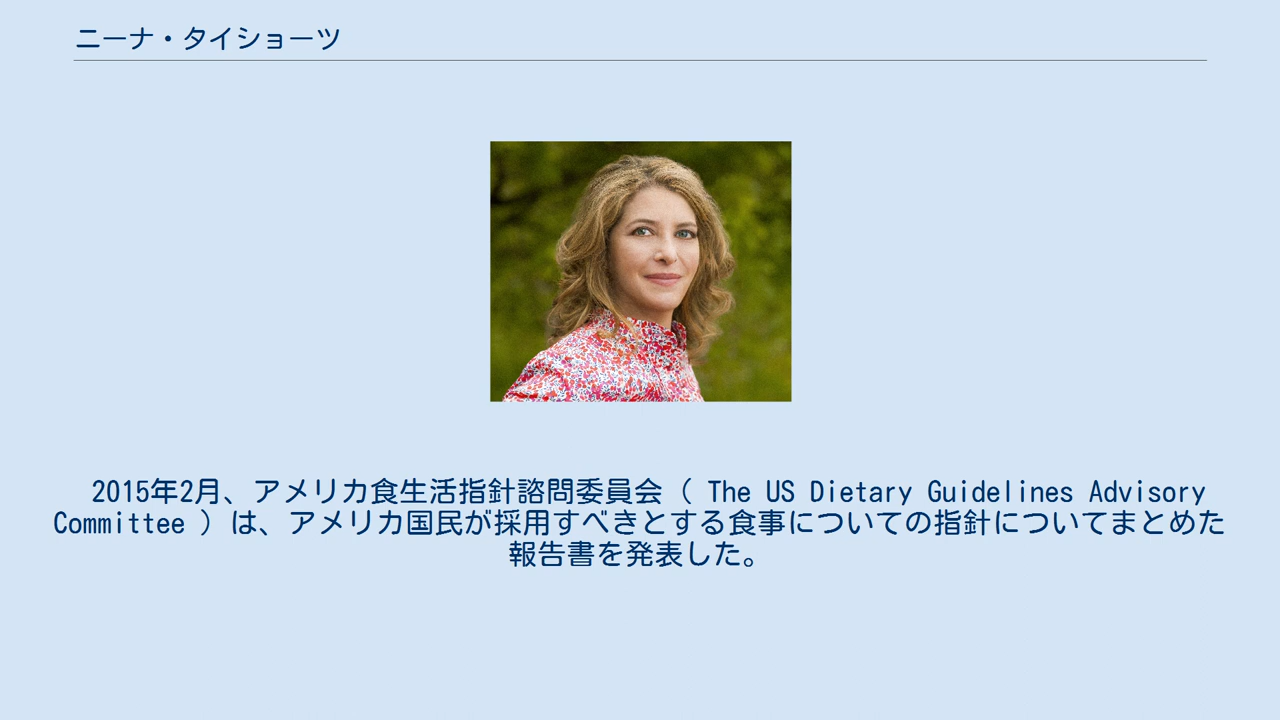 ニーナ・タイショーツ
2015年2月、アメリカ食生活指針諮問委員会（ The US Dietary Guidelines Advisory
Committee ）は、アメリカ国民が採用すべきとする食事についての指針についてまとめた
報告書を発表した。